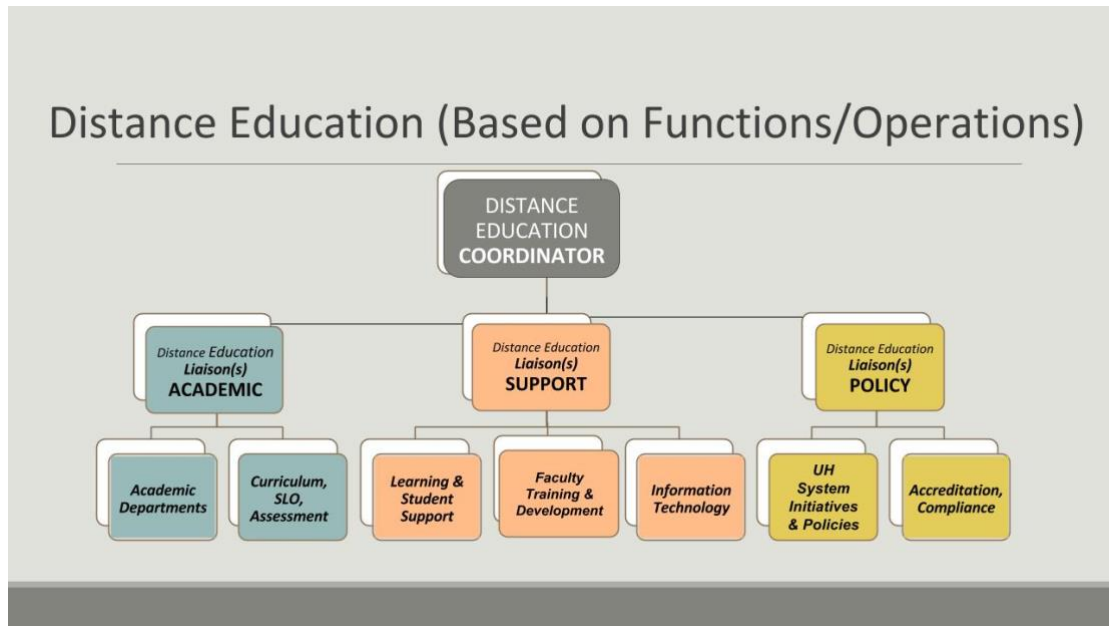 Distance Education (Based on Functions/Operations)
DISTANCE
EDUCATION
COORDINATOR
Distance Education
Liaison(s)
ACADEMIC
Distance Education
Liaison(s)
SUPPORT
Distance Education
Liaison(s)
POLICY
Academic
Departments
Curriculum,
SLO,
Assessment
Learning &
Student
Support
Faculty
Training &
Development
Information
Technology
UH
System
Initiatives
& Policies
Accreditation,
Compliance